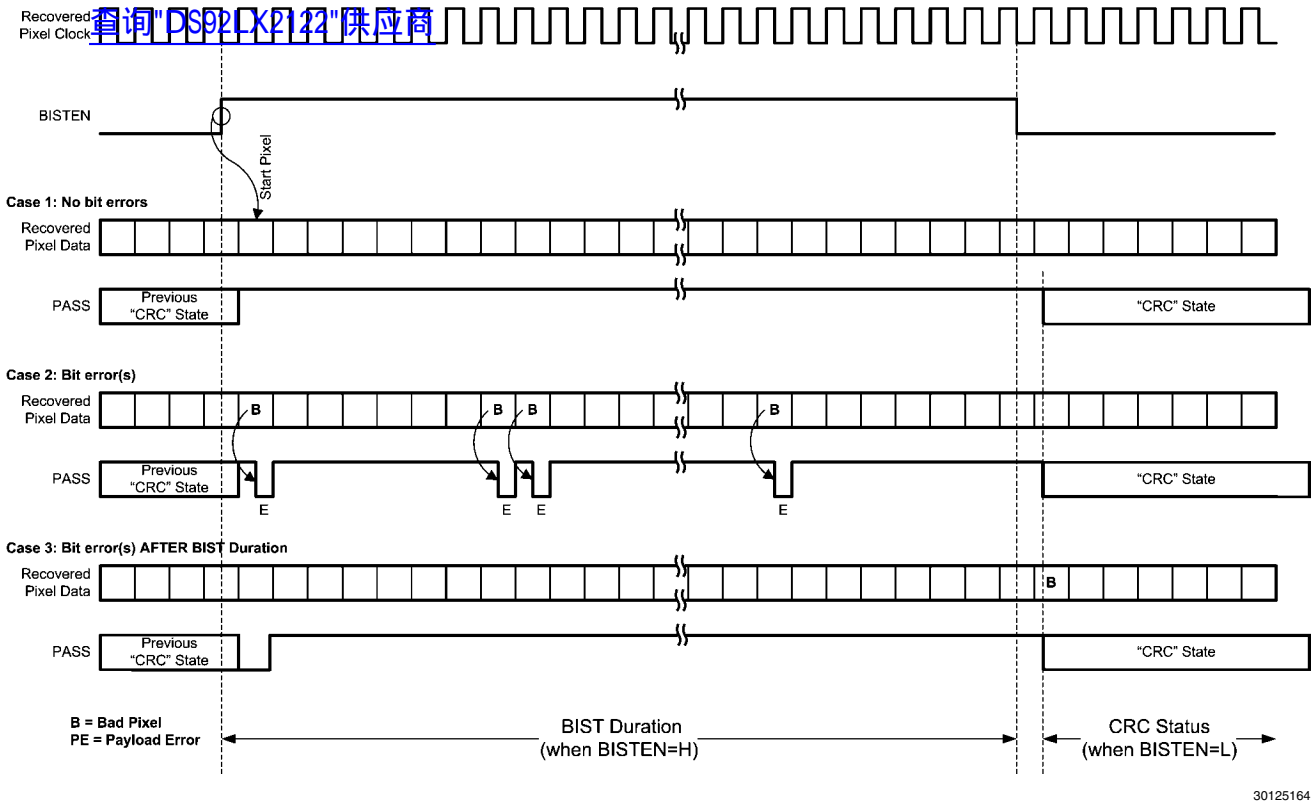 查询"DS92LX2122"供应商
Recovered
Pixel Clock
BISTEN
Start Pixel
Case 1: No bit errors
Recovered
Pixel Data
PASS
Previous
"CRC" State
"CRC" State
Case 2: Bit error(s)
Recovered
Pixel Data
B
B
B
B
PASS
Previous
"CRC" State
"CRC" State
E
E
E
E
Case 3: Bit error(s) AFTER BIST Duration
Recovered
Pixel Data
B
PASS
Previous
"CRC" State
"CRC" State
B = Bad Pixel
PE = Payload Error
BIST Duration
(when BISTEN=H)
CRC Status
(when BISTEN=L)
30125164